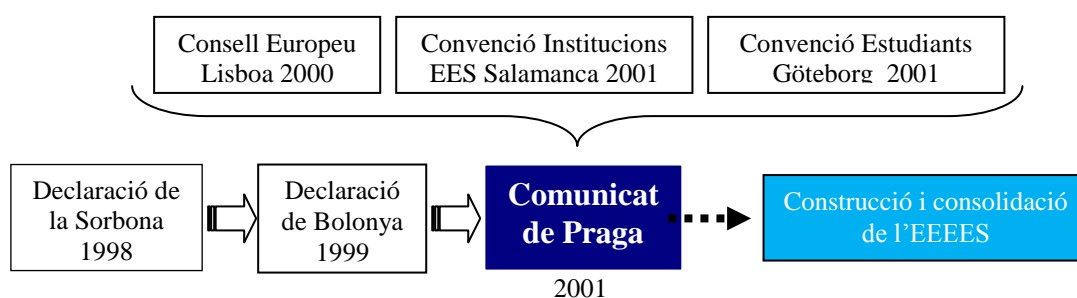 Consell Europeu
Lisboa 2000
Convenció Institucions
EES Salamanca 2001
Convenció Estudiants
Göteborg 2001
Declaració de
la Sorbona
1998
Declaració
de Bolonya
1999
Comunicat
de Praga
2001
Construcció i consolidació
de l’EEEES